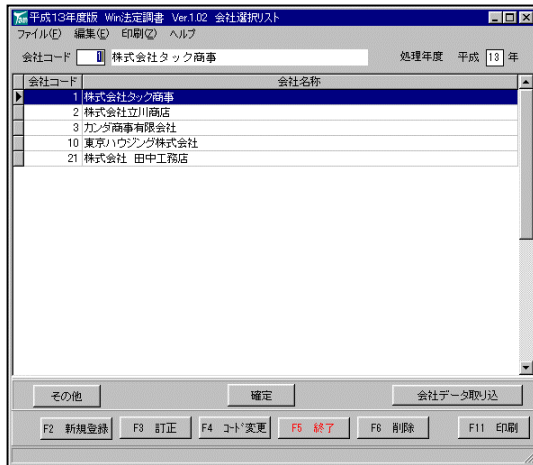 平成13年度版 Win法定調書 Ver.1.02 会社選択リスト
ファイル(F) 編集(E) 印刷(Z) ヘルプ
会社コード 1 株式会社タック商事 処理年度 平成 13 年
会社コード 会社名称
1 株式会社タック商事
2 株式会社立川商店
3 カンダ商事有限会社
10 東京ハウジング株式会社
21 株式会社 田中工務店
その他 確定 会社データ取り込
F2 新規登録 F3 訂正 F4 コード変更 F5 終了 F6 削除 F11 印刷